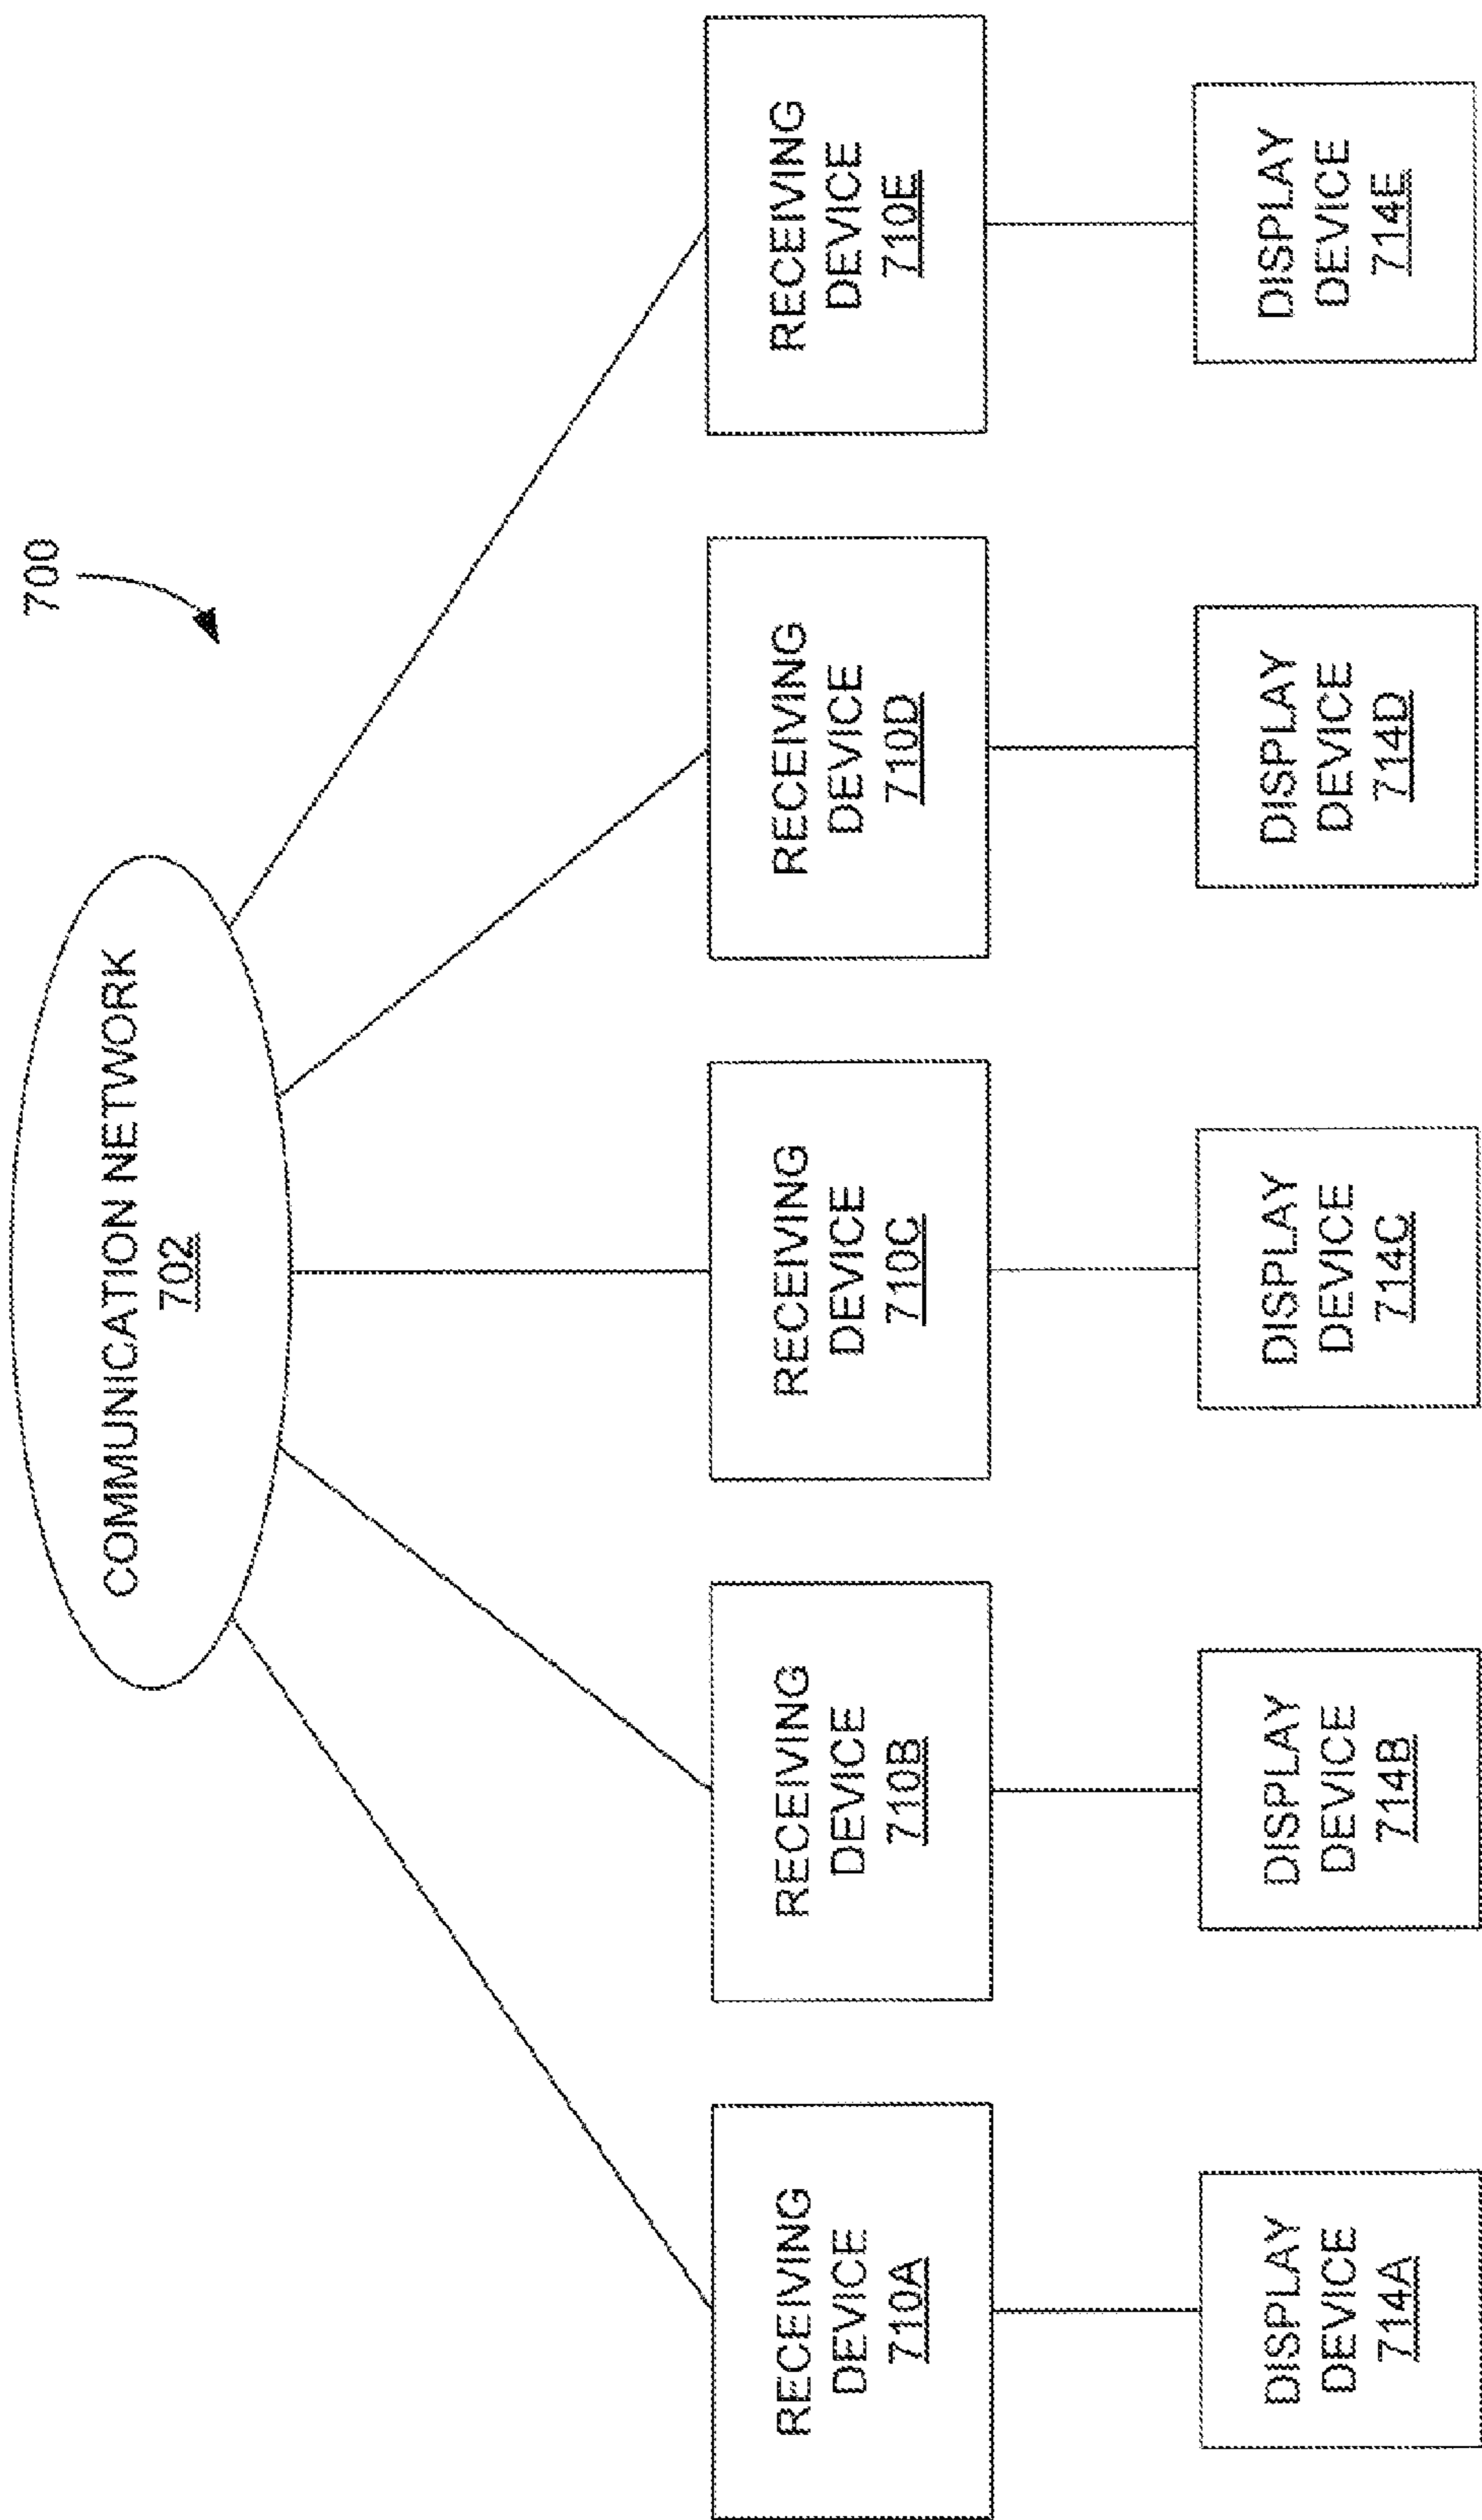 700
COMMUNICATION NETWORK
702
RECEIVING
DEVICE
710A
RECEIVING
DEVICE
710B
RECEIVING
DEVICE
710C
RECEIVING
DEVICE
710D
RECEIVING
DEVICE
710E
DISPLAY
DEVICE
714A
DISPLAY
DEVICE
714B
DISPLAY
DEVICE
714C
DISPLAY
DEVICE
714D
DISPLAY
DEVICE
714E